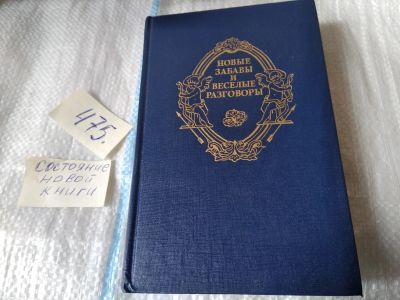 НОВЫЕ
ЗАБАВЫ
И
ВЕСЕЛЫЕ
РАЗГОВОРЫ
475.
СОСТОЯНИЕ
НОВОЙ
КНИГИ